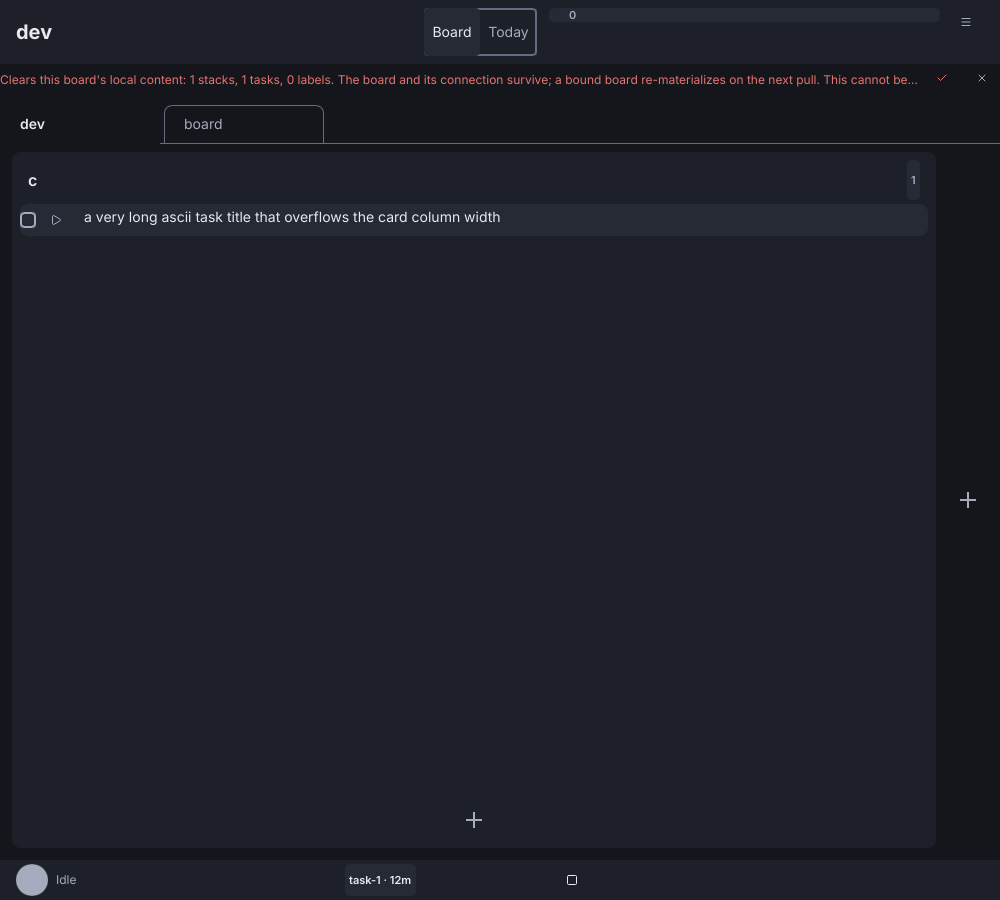 dev
Board Today
0
Clears this board's local content: 1 stacks, 1 tasks, 0 labels. The board and its connection survive; a bound board re-materializes on the next pull. This cannot be...
dev
board
c
1
a very long ascii task title that overflows the card column width
Idle
task-1 · 12m